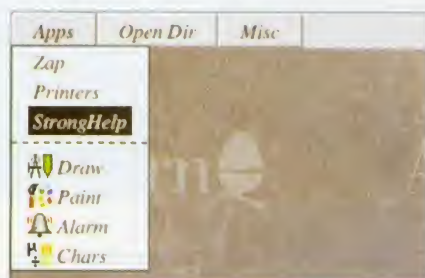 Apps Open Dir Misc
Zap
Printers
StrongHelp
Draw
Paint
Alarm
Chars